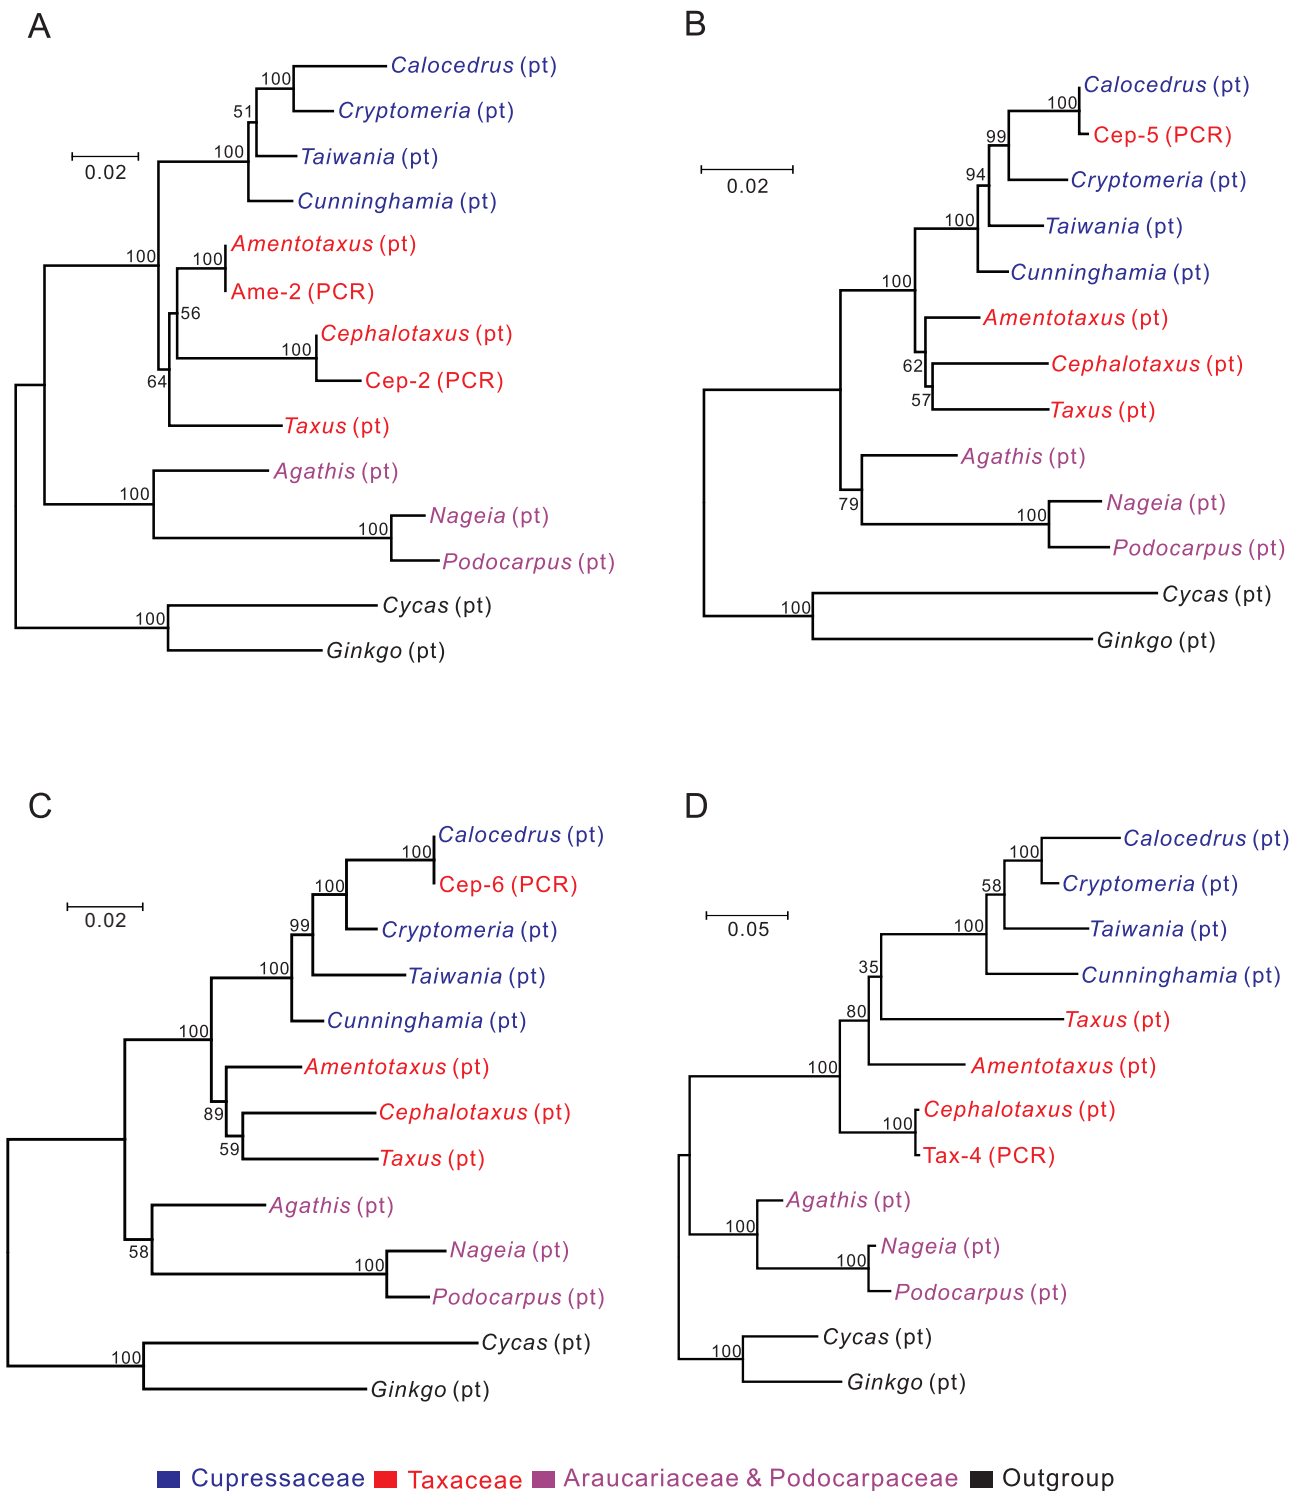 A
Calocedrus (pt)
100
Cryptomeria (pt)
51
Taiwania (pt)
100
Cunninghamia (pt)
0.02
Amentotaxus (pt)
100
100
Ame-2 (PCR)
56
Cephalotaxus (pt)
100
Cep-2 (PCR)
64
Taxus (pt)
Agathis (pt)
100
Nageia (pt)
100
Podocarpus (pt)
Cycas (pt)
100
Ginkgo (pt)
B
Calocedrus (pt)
100
Cep-5 (PCR)
99
0.02
Cryptomeria (pt)
94
Taiwania (pt)
100
Cunninghamia (pt)
100
Amentotaxus (pt)
62
Cephalotaxus (pt)
57
Taxus (pt)
Agathis (pt)
79
Nageia (pt)
100
Podocarpus (pt)
Cycas (pt)
100
Ginkgo (pt)
C
Calocedrus (pt)
100
Cep-6 (PCR)
100
0.02
Cryptomeria (pt)
99
Taiwania (pt)
100
Cunninghamia (pt)
100
Amentotaxus (pt)
89
Cephalotaxus (pt)
59
Taxus (pt)
Agathis (pt)
58
Nageia (pt)
100
Podocarpus (pt)
Cycas (pt)
100
Ginkgo (pt)
D
Calocedrus (pt)
100
Cryptomeria (pt)
58
0.05
Taiwania (pt)
100
Cunninghamia (pt)
35
Taxus (pt)
80
Amentotaxus (pt)
100
Cephalotaxus (pt)
100
Tax-4 (PCR)
Agathis (pt)
100
Nageia (pt)
100
Podocarpus (pt)
Cycas (pt)
100
Ginkgo (pt)
Cupressaceae Taxaceae Araucariaceae & Podocarpaceae Outgroup